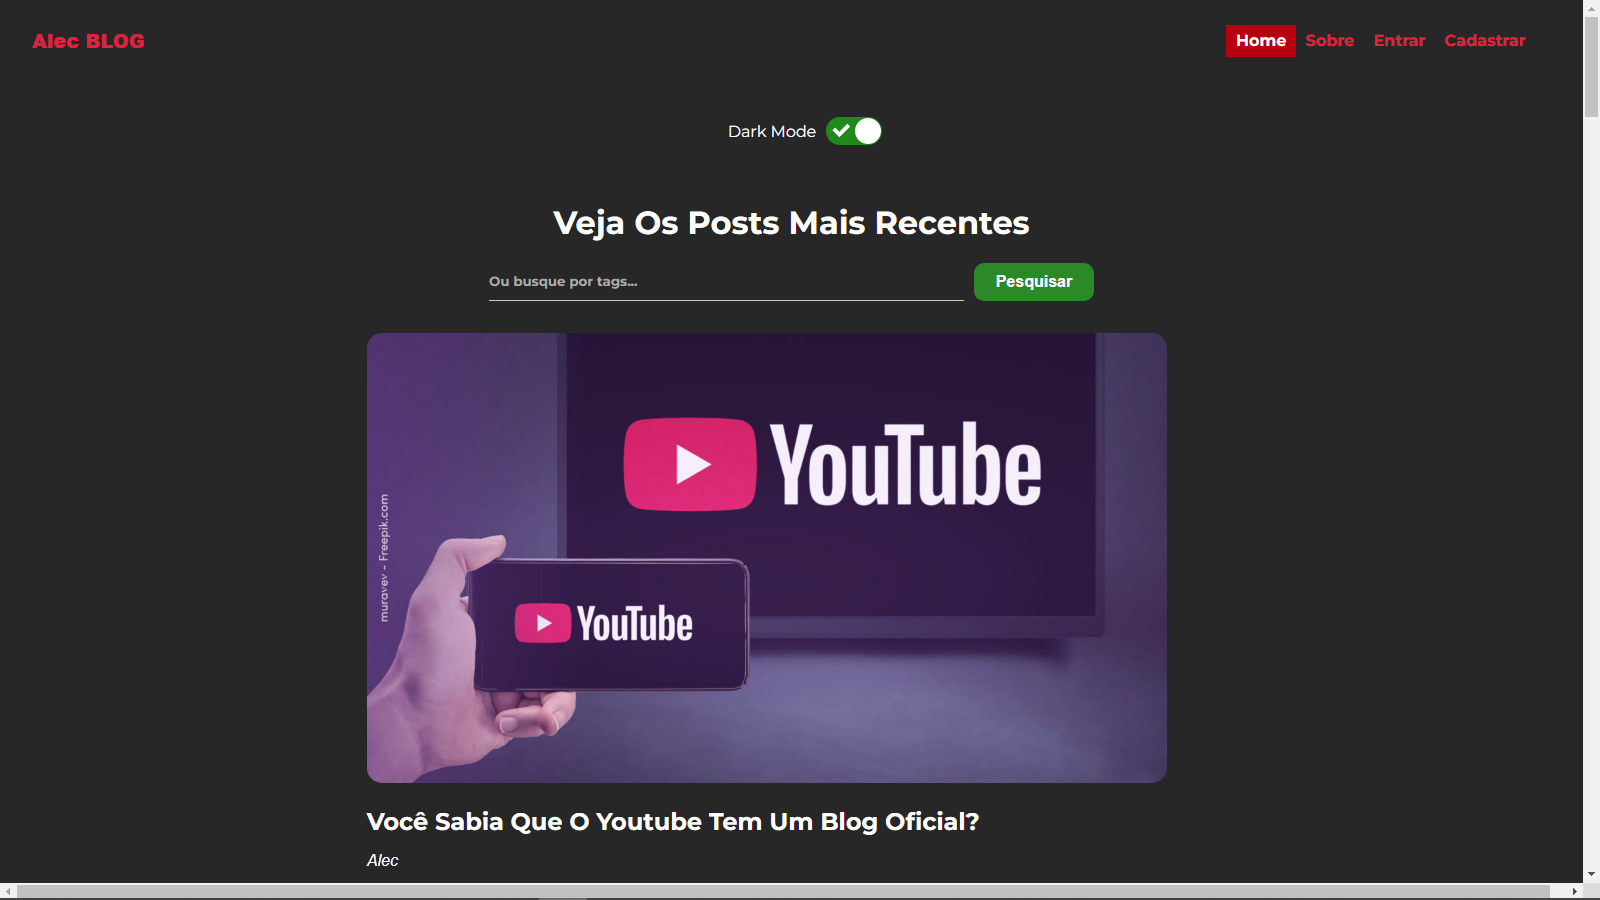 Alec BLOG
Home Sobre Entrar Cadastrar
Dark Mode
Veja Os Posts Mais Recentes
Ou busque por tags...
Pesquisar
YouTube
muravev - Freepik.com
YouTube
Você Sabia Que O Youtube Tem Um Blog Oficial?
Alec